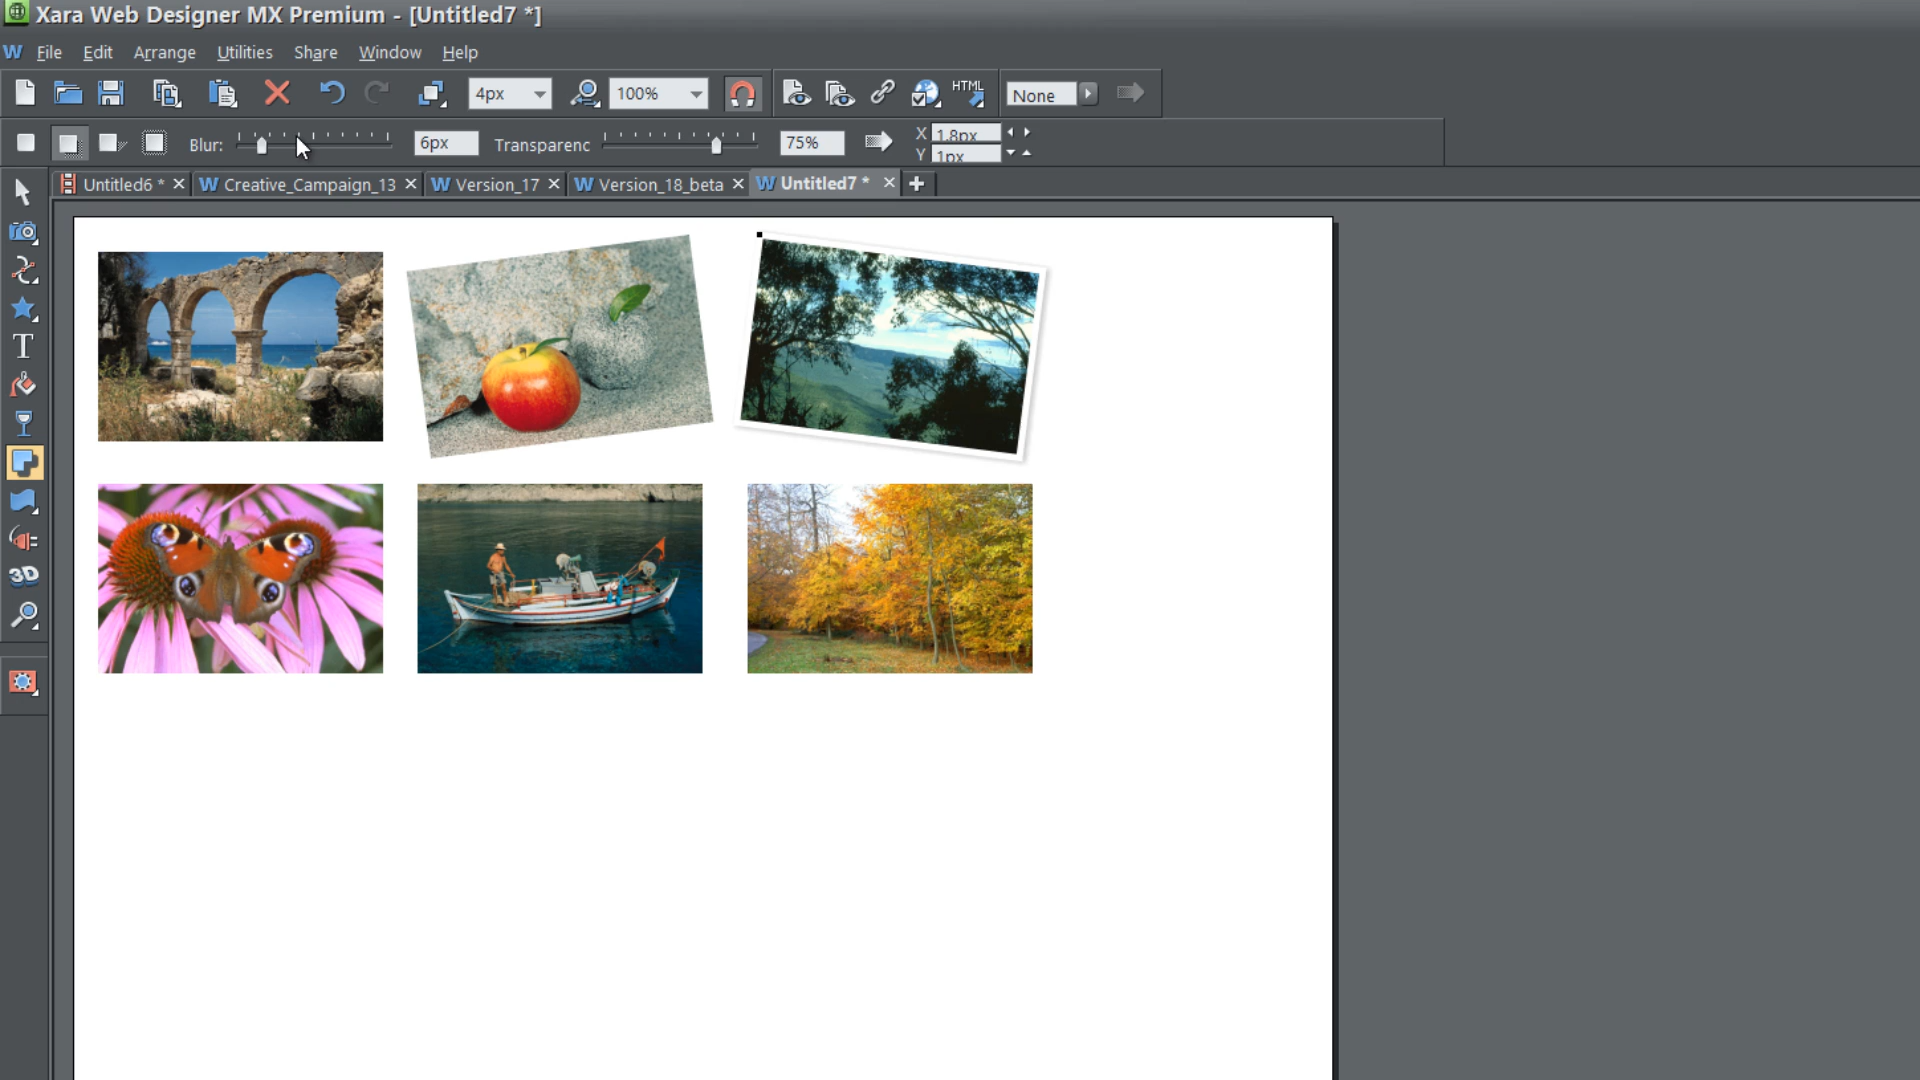 Xara Web Designer MX Premium - [Untitled7 *]
W File Edit Arrange Utilities Share Window Help
4px 100% HTML None
Blur: 6px Transparenc 75% X 1.8px
Y 1px
Untitled6 * W Creative_Campaign_13 W Version_17 W Version_18_beta W Untitled7 *
T
3D